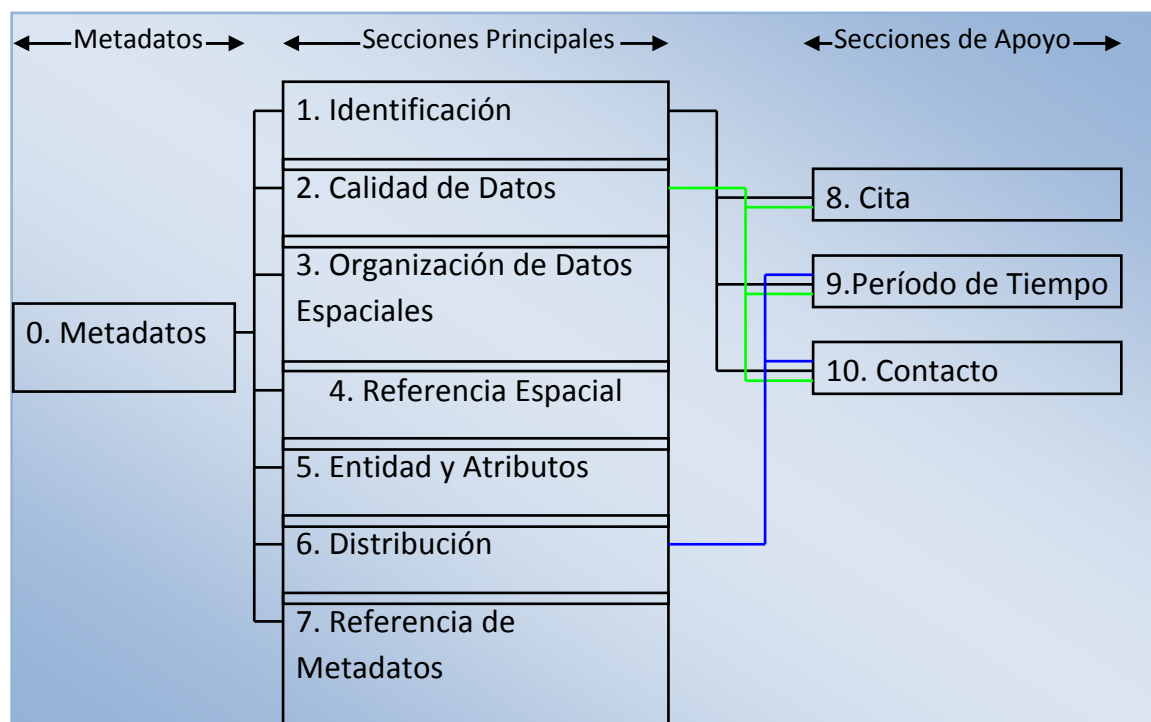 Metadatos
Secciones Principales
Secciones de Apoyo
0. Metadatos
1. Identificación
2. Calidad de Datos
3. Organización de Datos
Espaciales
4. Referencia Espacial
5. Entidad y Atributos
6. Distribución
7. Referencia de
Metadatos
8. Cita
9.Período de Tiempo
10. Contacto